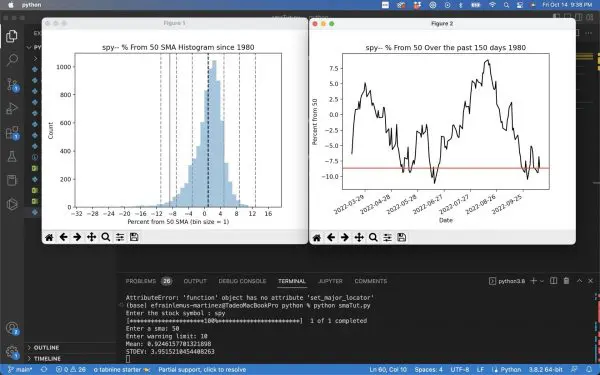 python
Fri Oct 14 9:38 PM
Figure 1
spy-- % From 50 SMA Histogram since 1980
1000
800
600
400
200
0
Count
−32 −28 −24 −20 −16 −12 −8 −4 0 4 8 12 16
Percent from 50 SMA (bin size = 1)
Figure 2
spy-- % From 50 Over the past 150 days 1980
7.5
5.0
2.5
0.0
−2.5
−5.0
−7.5
−10.0
Percent from 50
2022-03-29
2022-04-28
2022-05-28
2022-06-27
2022-07-27
2022-08-26
2022-09-25
Date
PROBLEMS 26 OUTPUT DEBUG CONSOLE TERMINAL JUPYTER COMMENTS
python3.8
AttributeError: 'function' object has no attribute 'set_major_locator'
(base) efrainlemus-martinez@TadeoMacBookPro python % python smaTut.py
Enter the stock symbol : spy
[*********************100%***********************]  1 of 1 completed
Enter a sma: 50
Enter warning limit: 10
Mean: 0.9246157701321898
STDEV: 3.9515210454408263
OUTLINE
TIMELINE
main* 0 26 tabnine starter Partial support, click to resolve Ln 60, Col 10 Spaces: 4 UTF-8 LF Python 3.8.2 64-bit